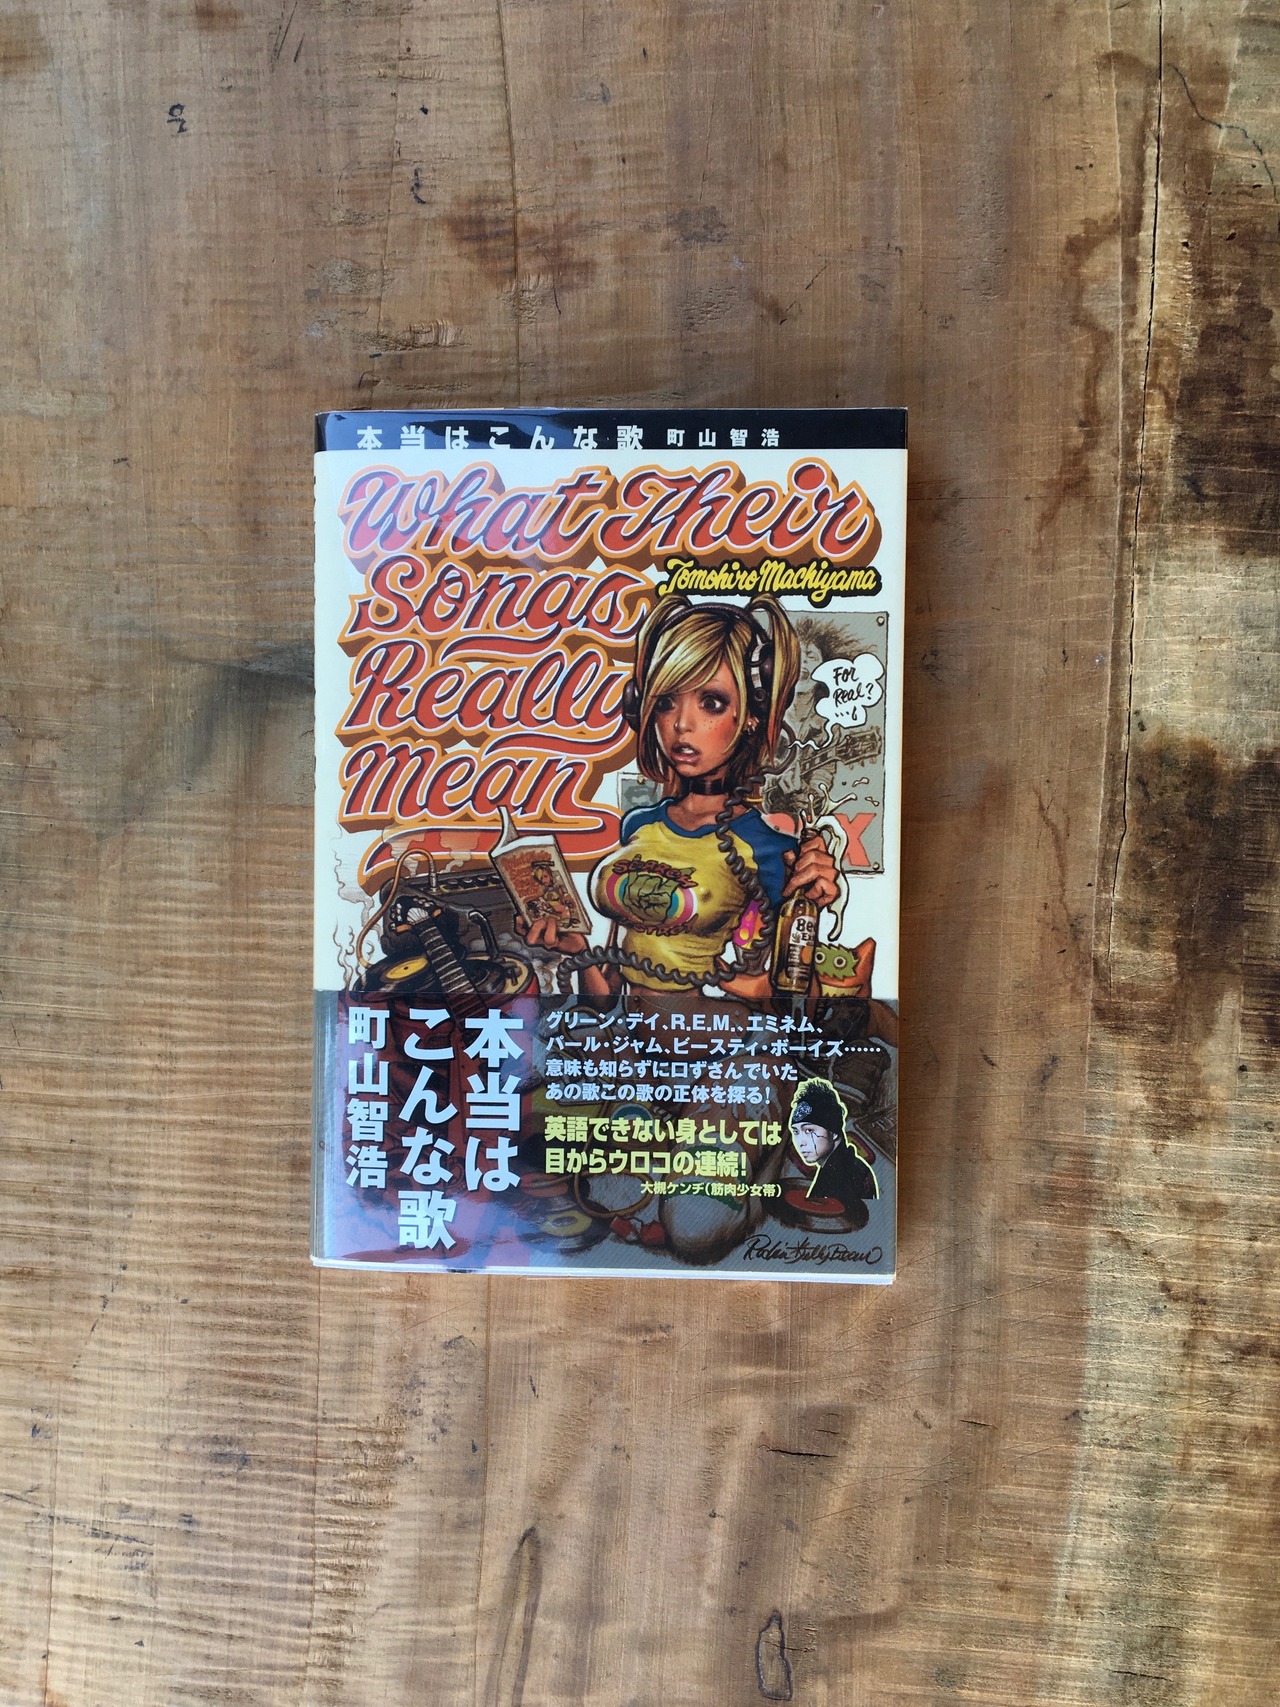 本当はこんな歌 町山智浩
What Their
Songs
Really
Mean
Tomohiro Machiyama
For
Real?
本当は
こんな歌
町山智浩
グリーン・デイ、R.E.M.、エミネム、
パール・ジャム、ビースティ・ボーイズ……
意味も知らずに口ずさんでいた
あの歌この歌の正体を探る!
英語できない身としては
目からウロコの連続!
大槻ケンヂ(筋肉少女帯)